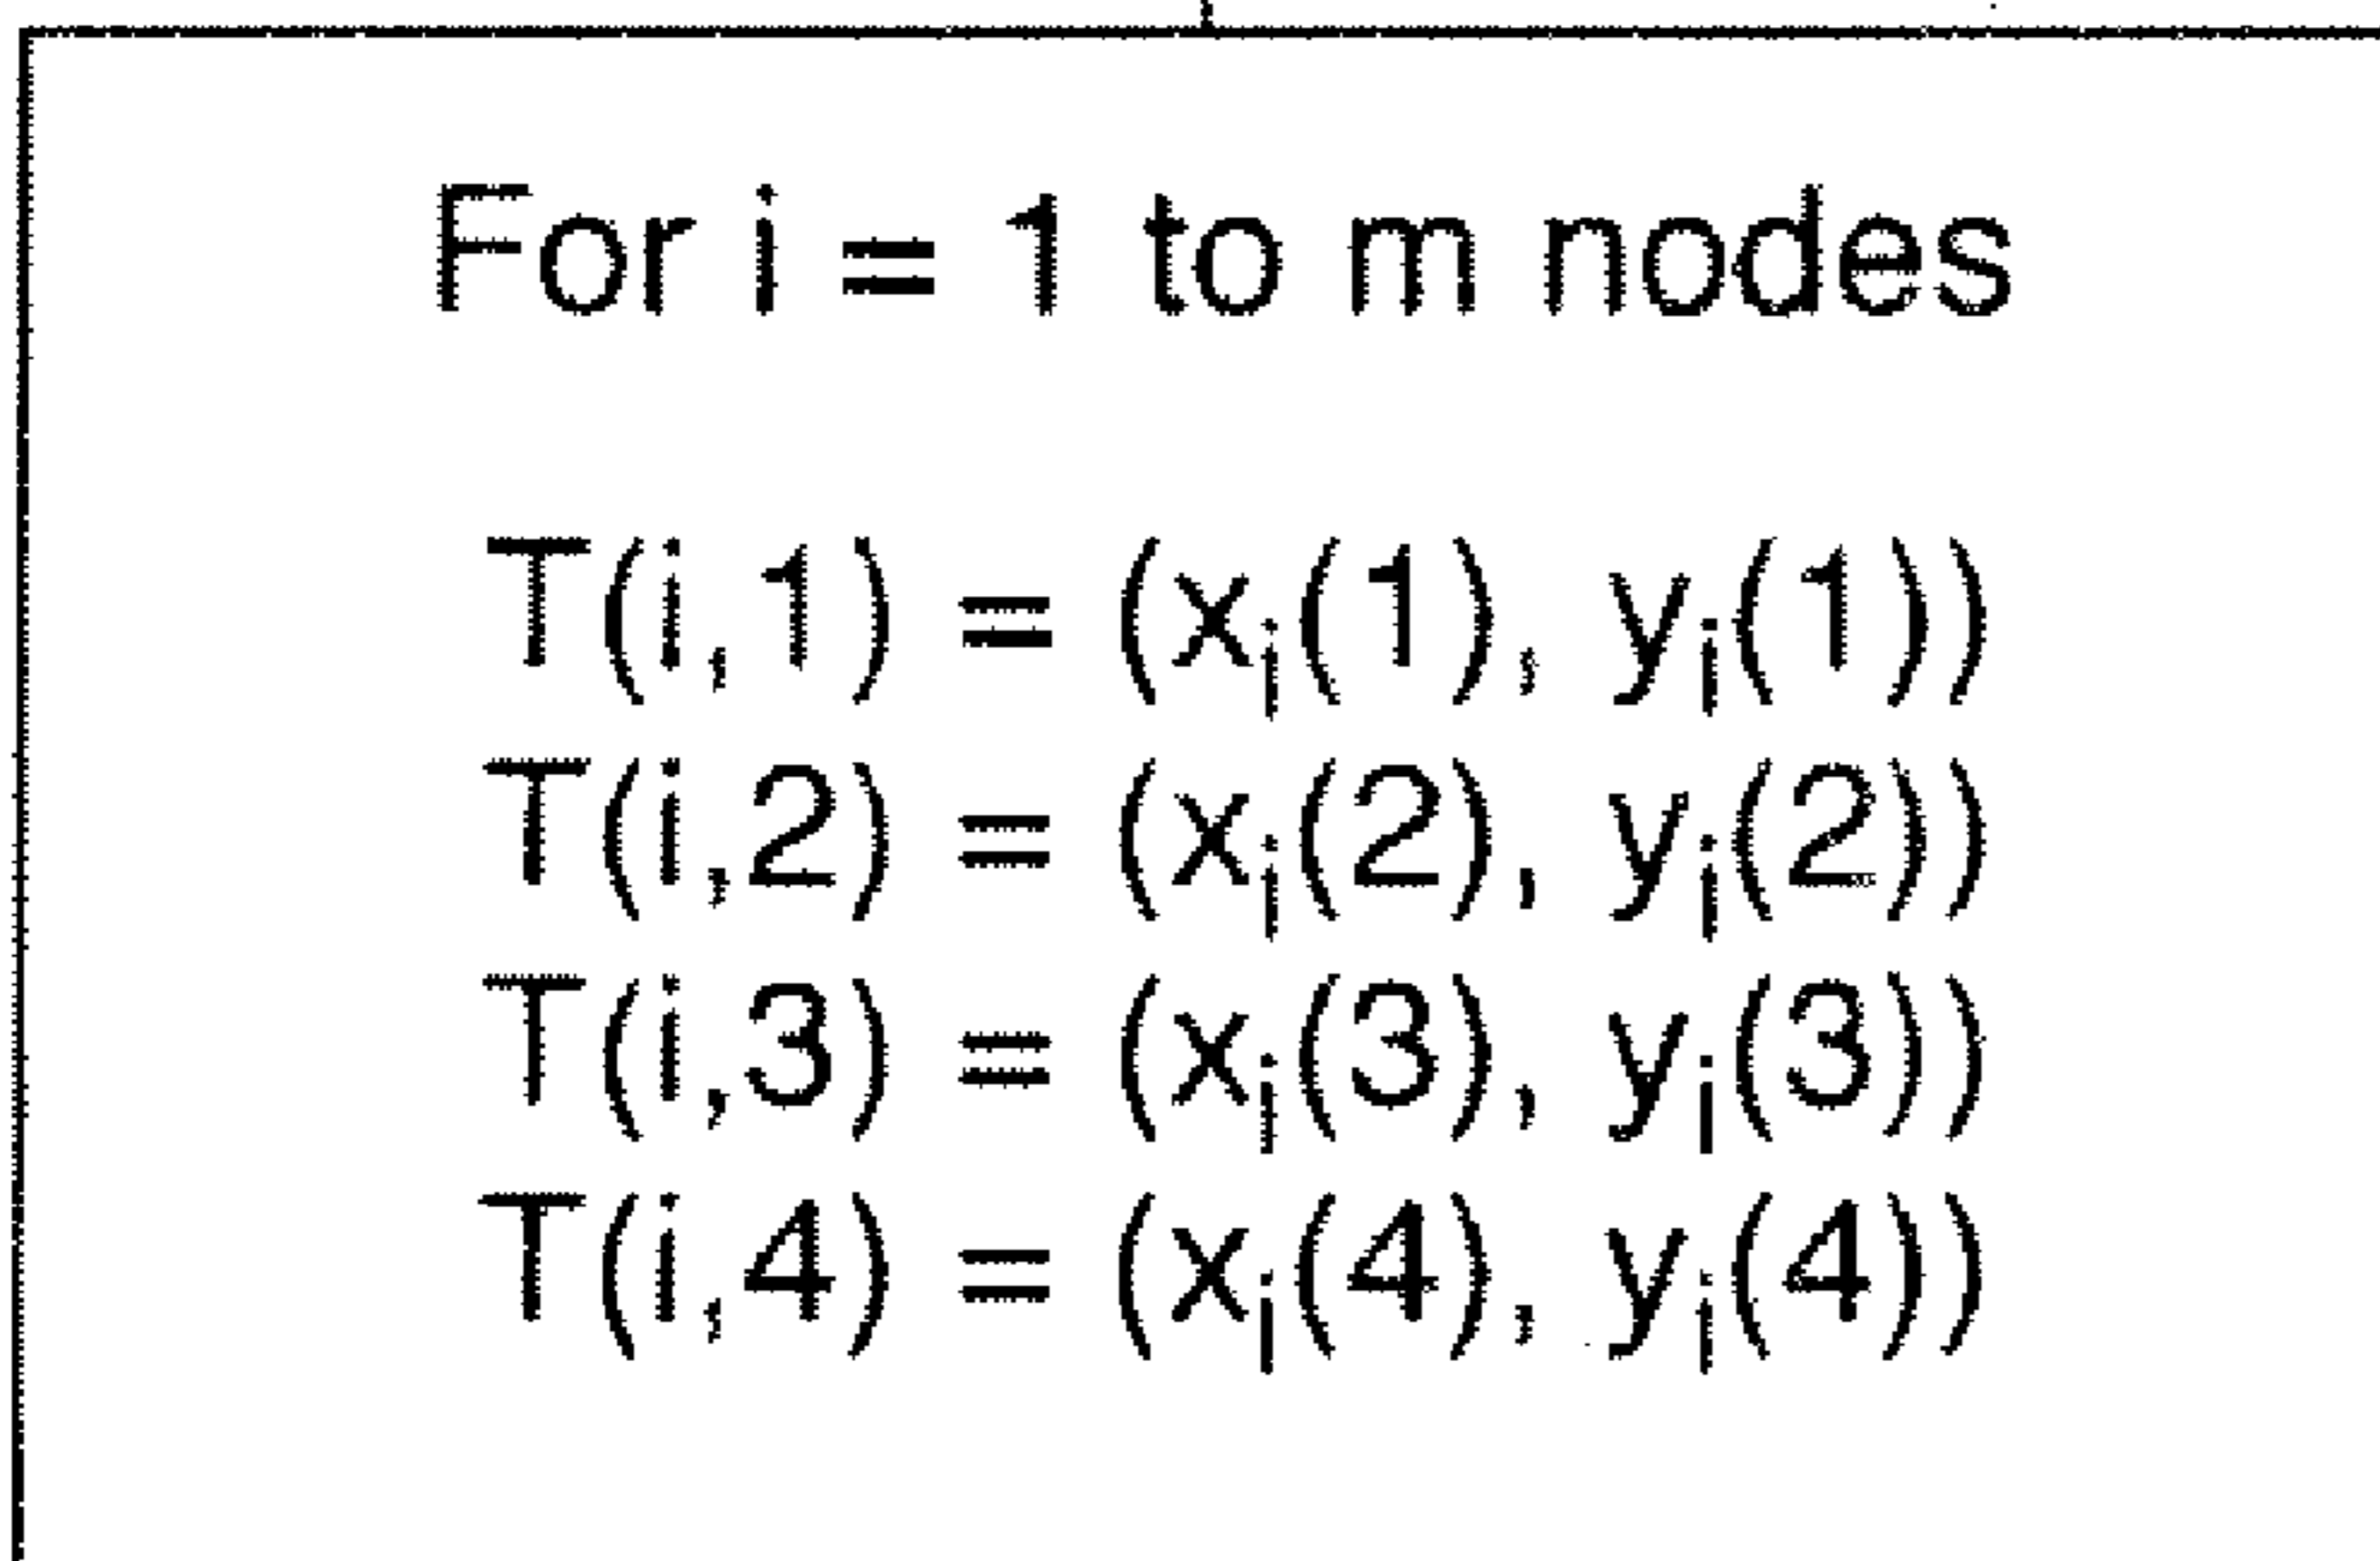 For i = 1 to m nodes
T(i,1) = (xᵢ(1), yᵢ(1))
T(i,2) = (xᵢ(2), yᵢ(2))
T(i,3) = (xᵢ(3), yᵢ(3))
T(i,4) = (xᵢ(4), yᵢ(4))